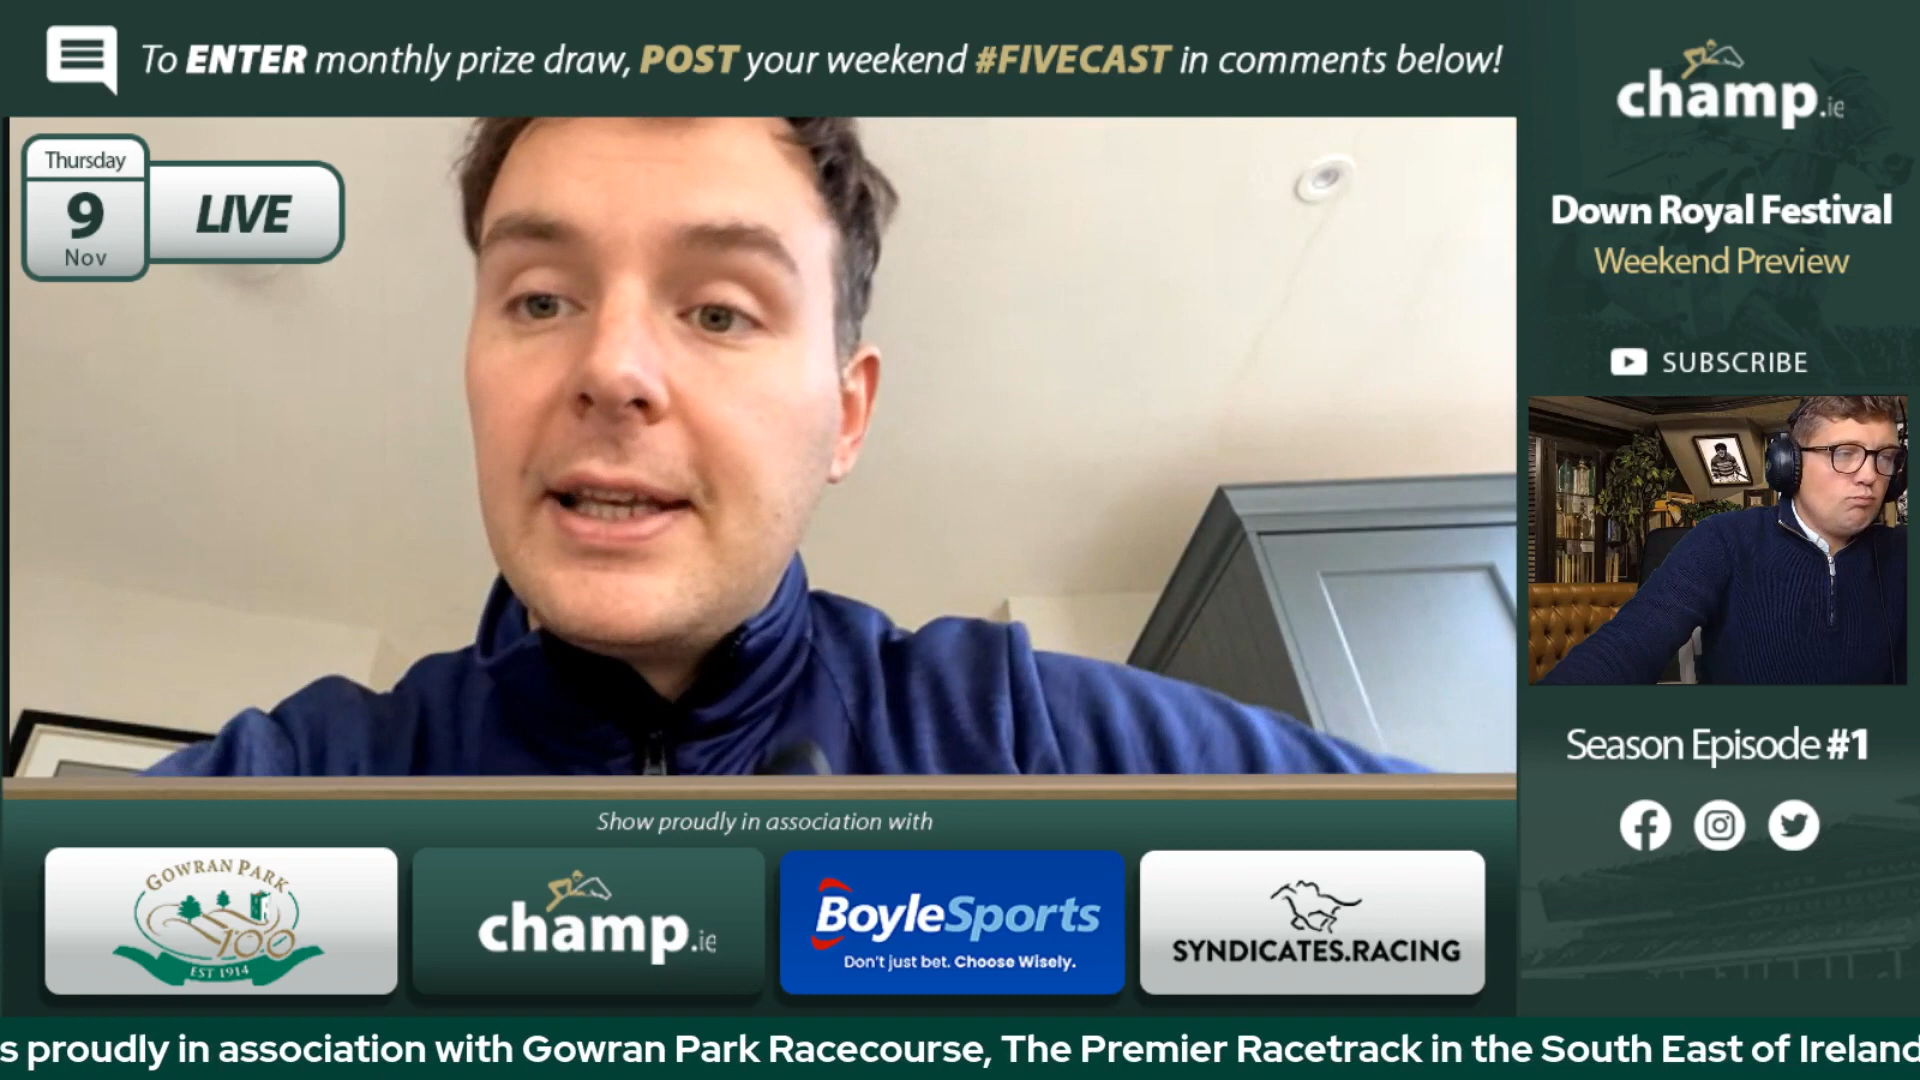 To ENTER monthly prize draw, POST your weekend #FIVECAST in comments below!
champ.ie
Thursday
9
Nov
LIVE
Down Royal Festival
Weekend Preview
SUBSCRIBE
Season Episode #1
Show proudly in association with
GOWRAN PARK
100
EST 1914
champ.ie
BoyleSports
Don't just bet. Choose Wisely.
SYNDICATES.RACING
s proudly in association with Gowran Park Racecourse, The Premier Racetrack in the South East of Ireland